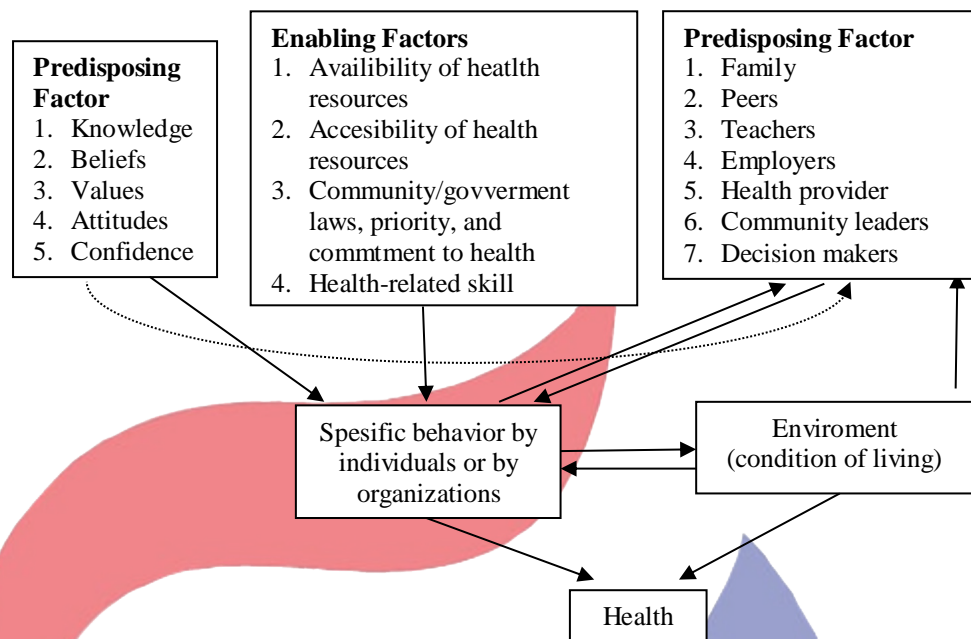 Predisposing
Factor
1. Knowledge
2. Beliefs
3. Values
4. Attitudes
5. Confidence
Enabling Factors
1. Availibility of heatlth
resources
2. Accesibility of health
resources
3. Community/govverment
laws, priority, and
commtment to health
4. Health-related skill
Predisposing Factor
1. Family
2. Peers
3. Teachers
4. Employers
5. Health provider
6. Community leaders
7. Decision makers
Spesific behavior by
individuals or by
organizations
Enviroment
(condition of living)
Health